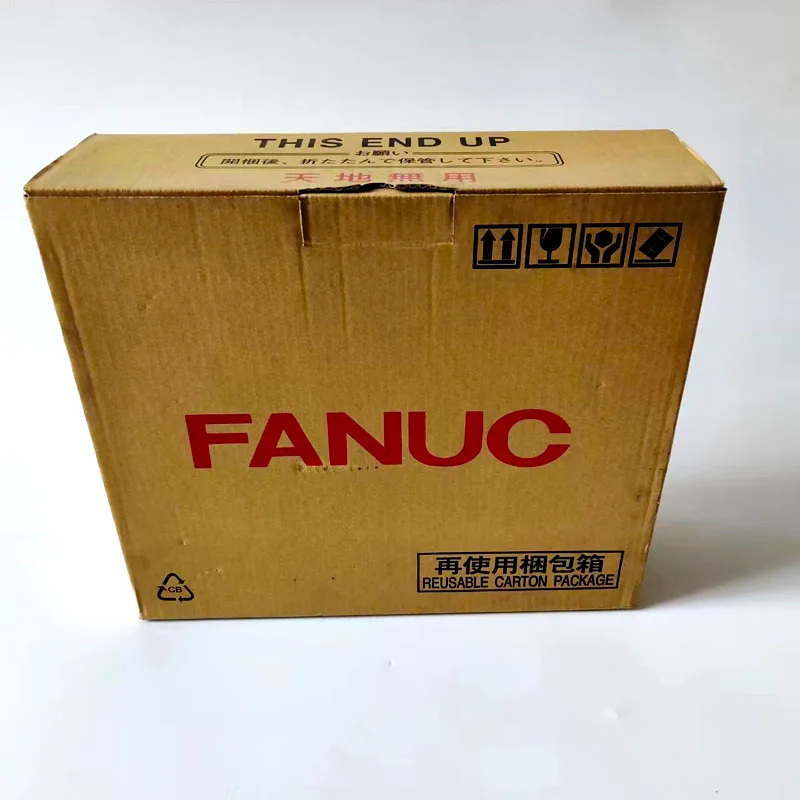 THIS END UP
お願い
開梱後、折たたんで保管して下さい。
天地無用
FANUC
再使用梱包箱
REUSABLE CARTON PACKAGE
CB